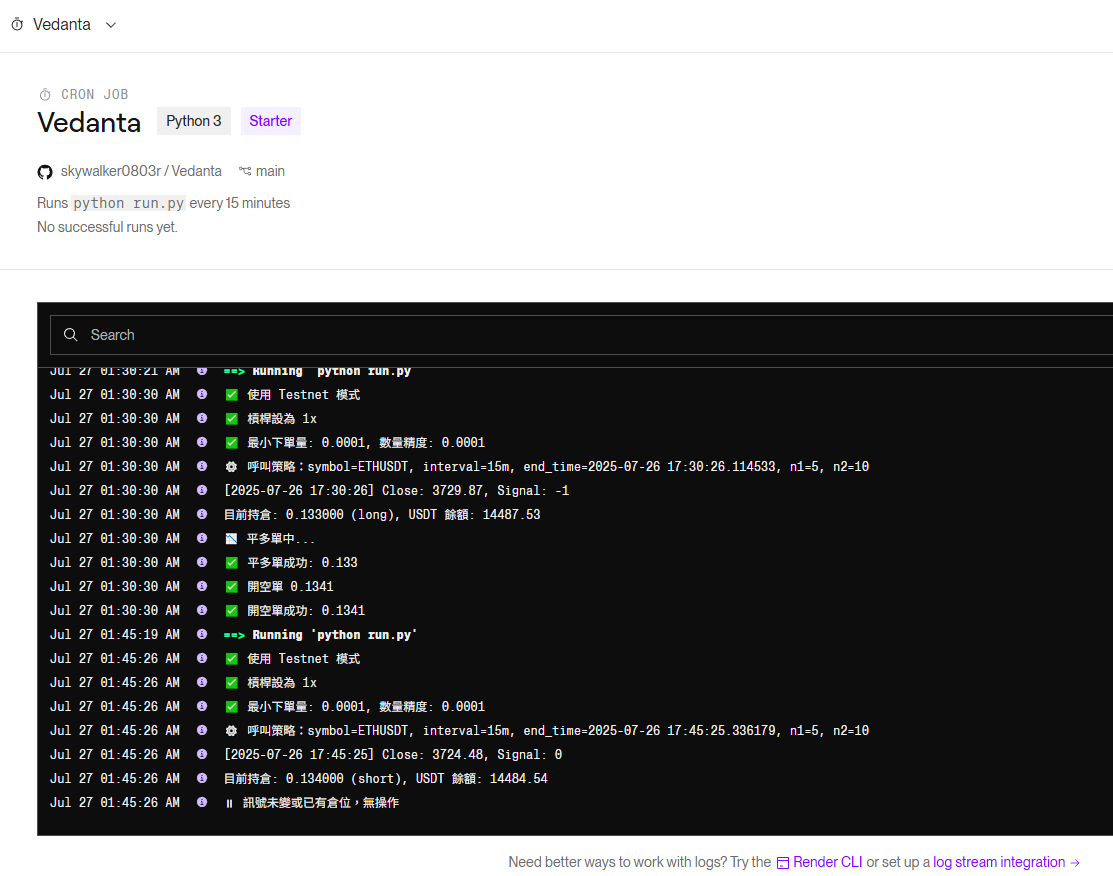 Vedanta
CRON JOB
Vedanta Python 3 Starter
skywalker0803r / Vedanta main
Runs python run.py every 15 minutes
No successful runs yet.
Search
Jul 27 01:30:21 AM ==> Running 'python run.py
Jul 27 01:30:30 AM ✅ 使用 Testnet 模式
Jul 27 01:30:30 AM ✅ 槓桿設為 1x
Jul 27 01:30:30 AM ✅ 最小下單量: 0.0001, 數量精度: 0.0001
Jul 27 01:30:30 AM ⚙ 呼叫策略：symbol=ETHUSDT, interval=15m, end_time=2025-07-26 17:30:26.114533, n1=5, n2=10
Jul 27 01:30:30 AM [2025-07-26 17:30:26] Close: 3729.87, Signal: -1
Jul 27 01:30:30 AM 目前持倉: 0.133000 (long), USDT 餘額: 14487.53
Jul 27 01:30:30 AM 📉 平多單中...
Jul 27 01:30:30 AM ✅ 平多單成功: 0.133
Jul 27 01:30:30 AM ✅ 開空單 0.1341
Jul 27 01:30:30 AM ✅ 開空單成功: 0.1341
Jul 27 01:45:19 AM ==> Running 'python run.py'
Jul 27 01:45:26 AM ✅ 使用 Testnet 模式
Jul 27 01:45:26 AM ✅ 槓桿設為 1x
Jul 27 01:45:26 AM ✅ 最小下單量: 0.0001, 數量精度: 0.0001
Jul 27 01:45:26 AM ⚙ 呼叫策略：symbol=ETHUSDT, interval=15m, end_time=2025-07-26 17:45:25.336179, n1=5, n2=10
Jul 27 01:45:26 AM [2025-07-26 17:45:25] Close: 3724.48, Signal: 0
Jul 27 01:45:26 AM 目前持倉: 0.134000 (short), USDT 餘額: 14484.54
Jul 27 01:45:26 AM ⏸ 訊號未變或已有倉位，無操作
Need better ways to work with logs? Try the Render CLI or set up a log stream integration →